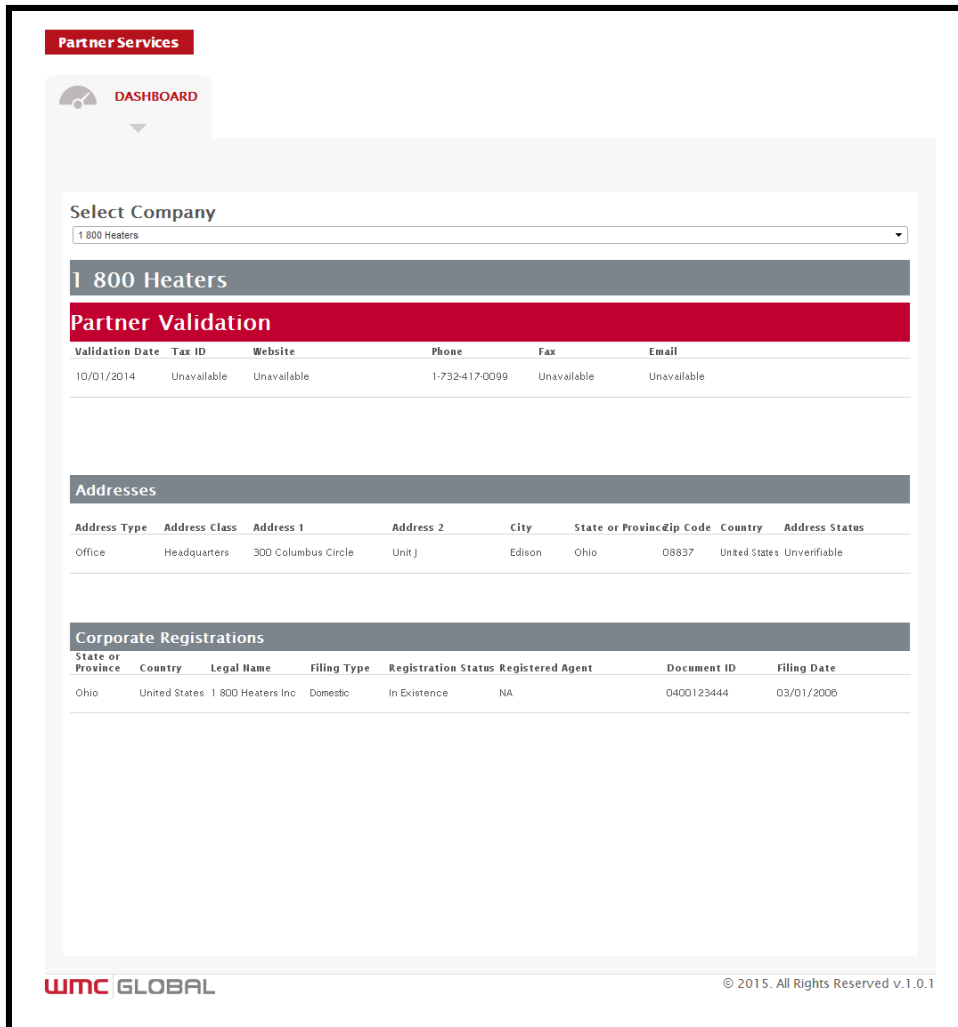 Partner Services
DASHBOARD
Select Company
1 800 Heaters
1 800 Heaters
Partner Validation
Validation Date Tax ID Website Phone Fax Email
10/01/2014 Unavailable Unavailable 1-732-417-0099 Unavailable Unavailable
Addresses
Address Type Address Class Address 1 Address 2 City State or Province Zip Code Country Address Status
Office Headquarters 300 Columbus Circle Unit J Edison Ohio 08837 United States Unverifiable
Corporate Registrations
State or
Province Country Legal Name Filing Type Registration Status Registered Agent Document ID Filing Date
Ohio United States 1 800 Heaters Inc Domestic In Existence NA 0400123444 03/01/2006
wmc GLOBAL
© 2015. All Rights Reserved v.1.0.1